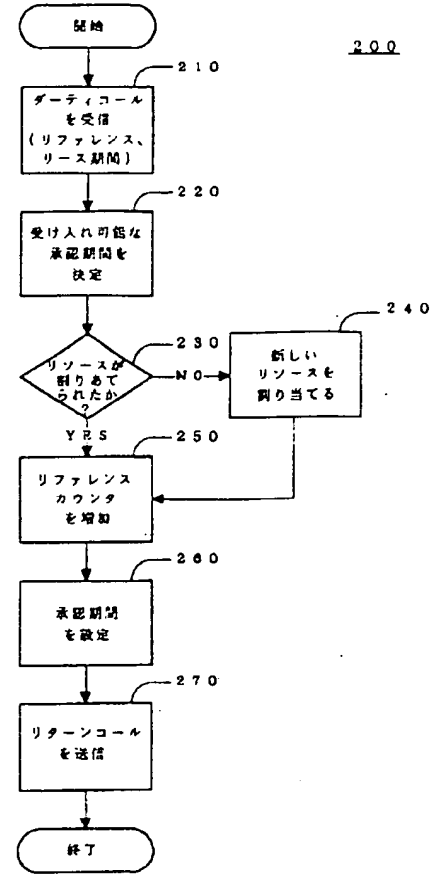 開始
200
210
ダーティコール
を受信
(リファレンス、
リース期間)
220
受け入れ可能な
承認期間を
決定
230
リソースが
割りあて
られたか
?
NO
240
新しい
リソースを
割り当てる
YES
250
リファレンス
カウンタ
を増加
260
承認期間
を設定
270
リターンコール
を送信
終了